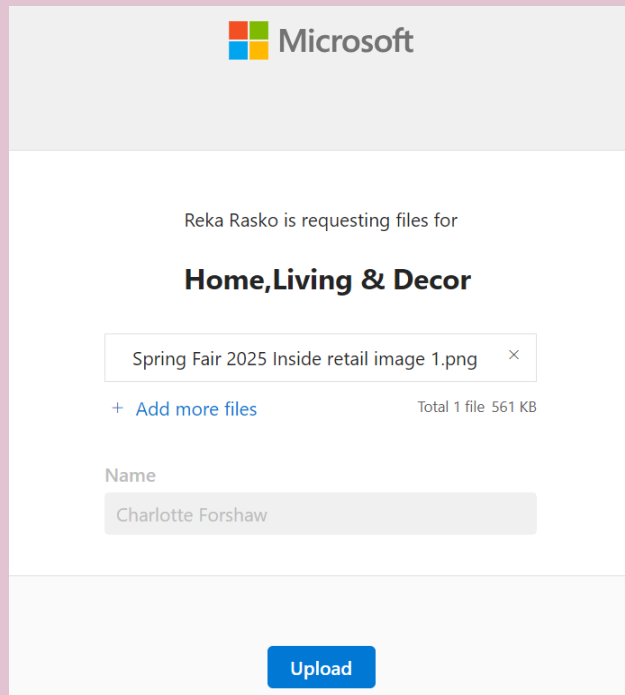 Microsoft
Reka Rasko is requesting files for
Home,Living & Decor
Spring Fair 2025 Inside retail image 1.png ×
+ Add more files Total 1 file 561 KB
Name
Charlotte Forshaw
Upload